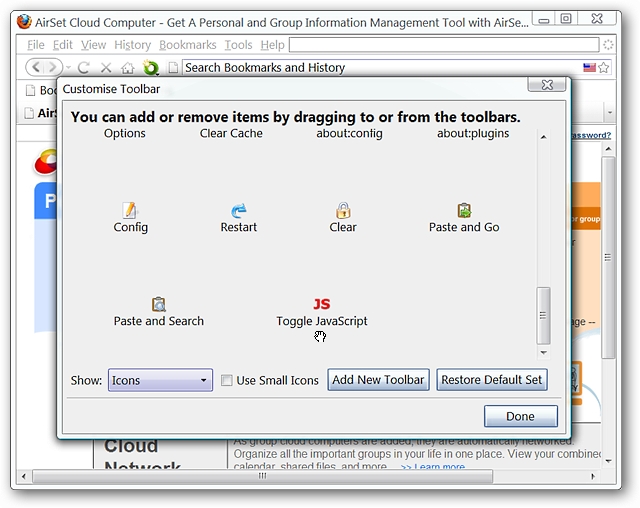 AirSet Cloud Computer - Get A Personal and Group Information Management Tool with AirSe...
File Edit View History Bookmarks Tools Help
Search Bookmarks and History
Boo
Customise Toolbar
AirS
You can add or remove items by dragging to or from the toolbars.
Options Clear Cache about:config about:plugins
assword?
P
Config Restart Clear Paste and Go
or group
Paste and Search Toggle JavaScript
JS
age --
Show: Icons Use Small Icons Add New Toolbar Restore Default Set
Done
Cloud
Network
As group cloud computers are added, they are automatically networked.
Organize all the important groups in your life in one place. View your combine
calendar, shared files, and more... >> Learn more